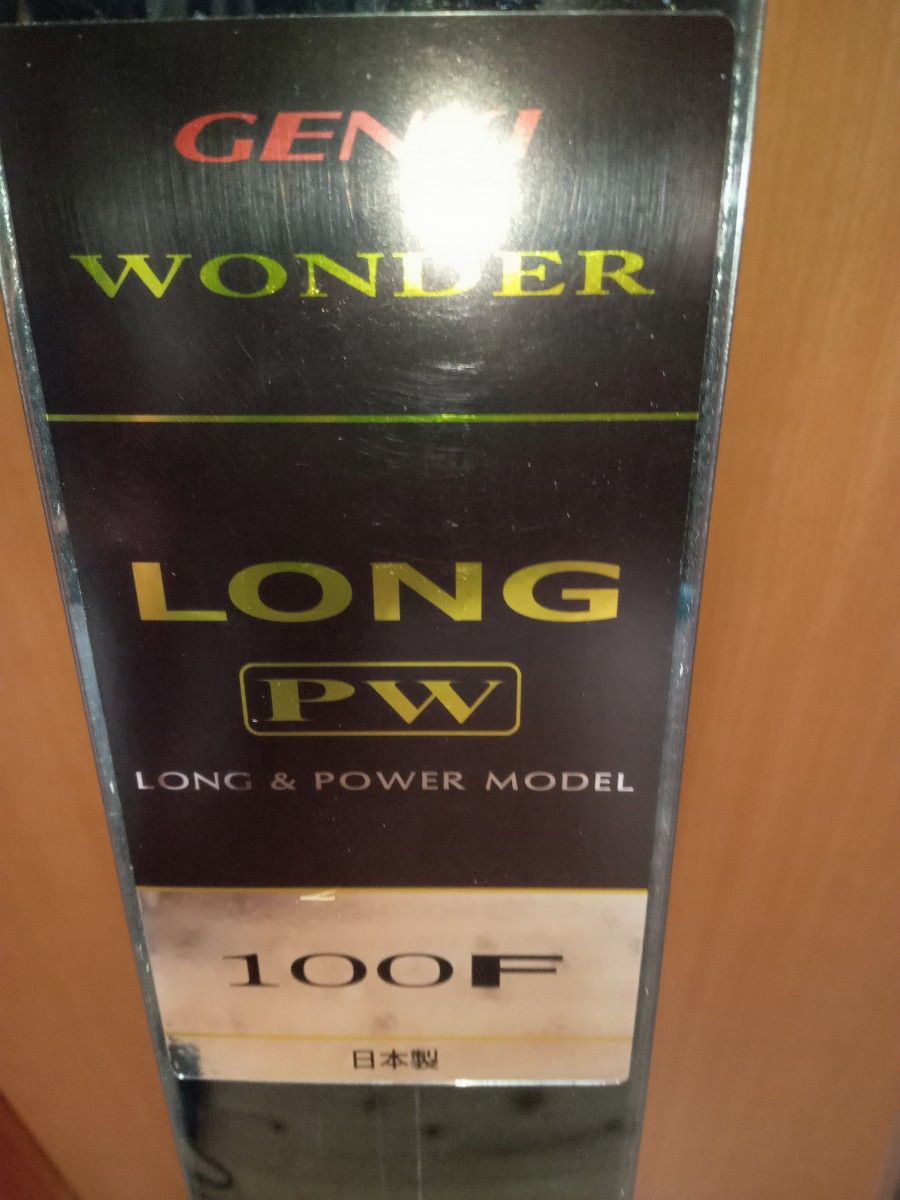 WONDER
LONG
PW
LONG & POWER MODEL
100F
日本製